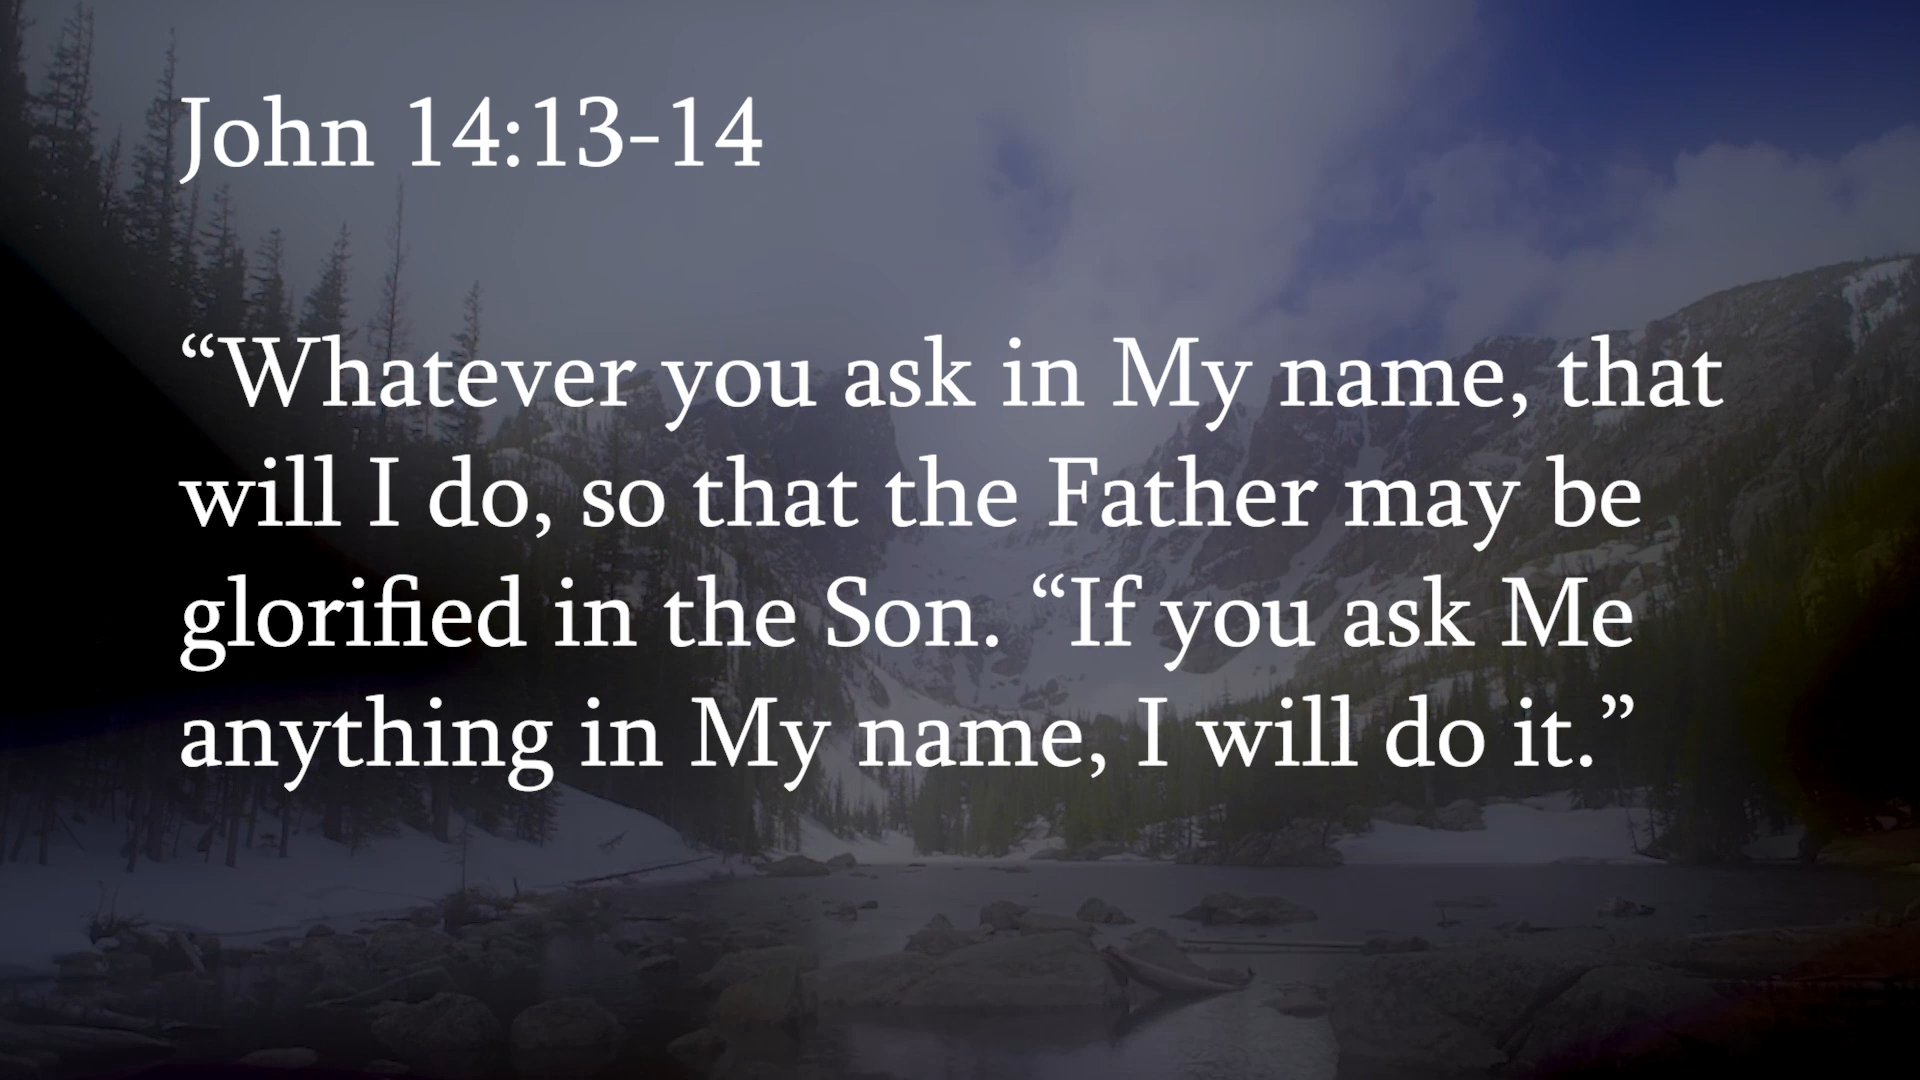 John 14:13-14
“Whatever you ask in My name, that
will I do, so that the Father may be
glorified in the Son. “If you ask Me
anything in My name, I will do it.”